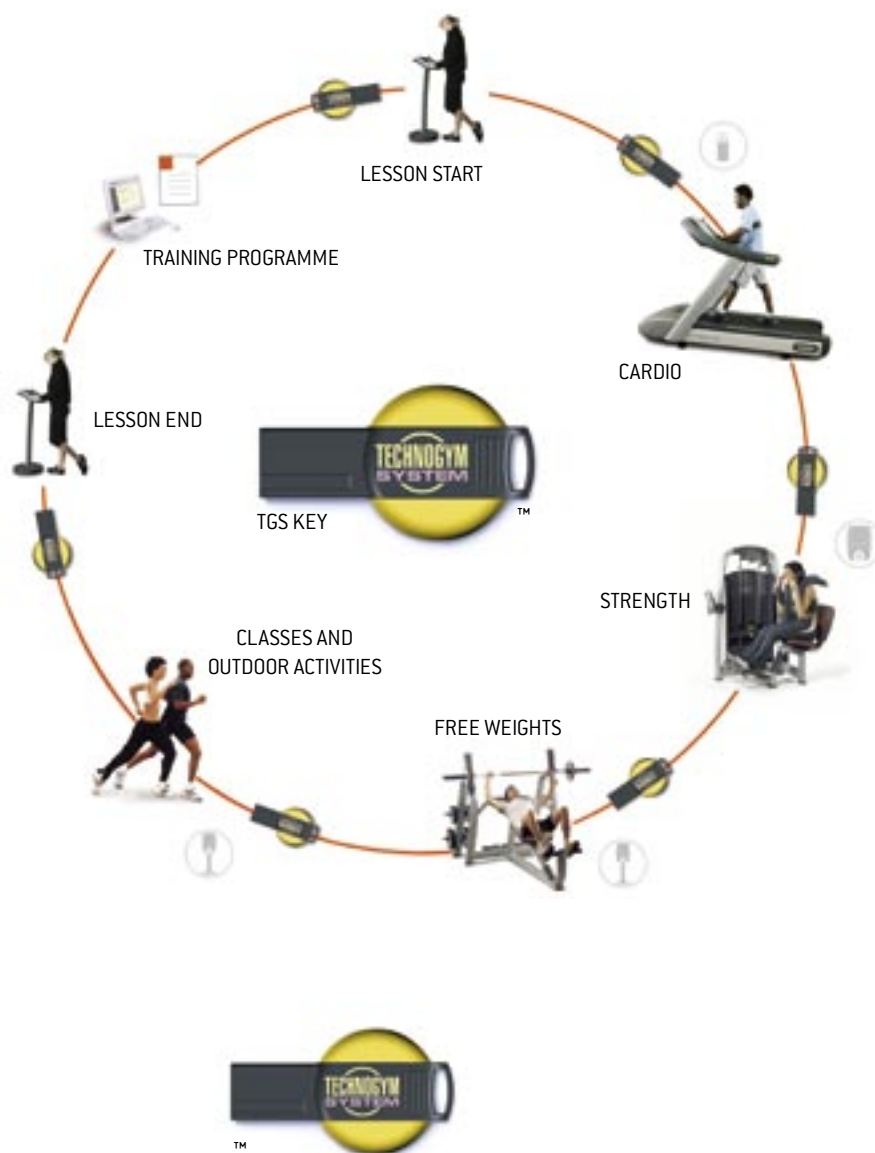 LESSON START
TRAINING PROGRAMME
CARDIO
LESSON END
TECHNOGYM
SYSTEM
TGS KEY
™
STRENGTH
CLASSES AND
OUTDOOR ACTIVITIES
FREE WEIGHTS
TECHNOGYM
SYSTEM
™